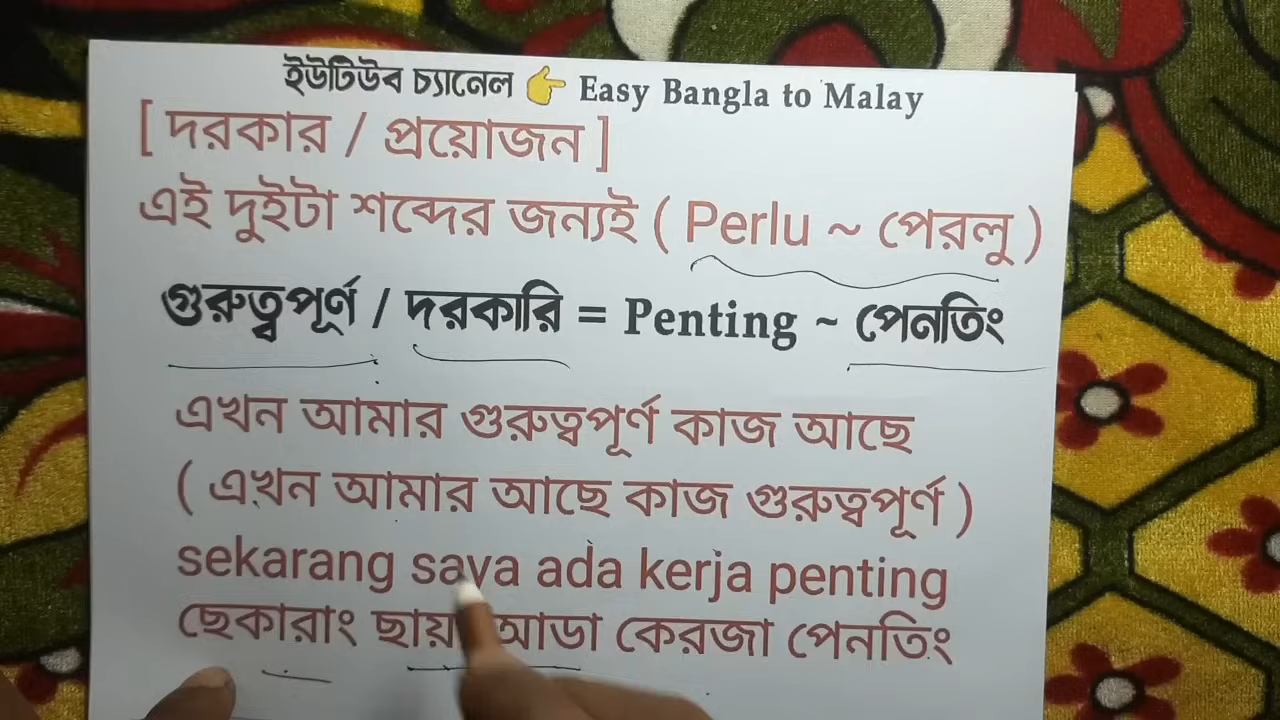 ইউটিউব চ্যানেল 👉 Easy Bangla to Malay
[ দরকার / প্রয়োজন ]
এই দুইটা শব্দের জন্যই ( Perlu ~ পেরলু )
গুরুত্বপূর্ণ / দরকারি = Penting ~ পেনতিং
এখন আমার গুরুত্বপূর্ণ কাজ আছে
( এখন আমার আছে কাজ গুরুত্বপূর্ণ )
sekarang saya ada kerja penting
ছেকারাং ছায়া আডা কেরজা পেনতিং